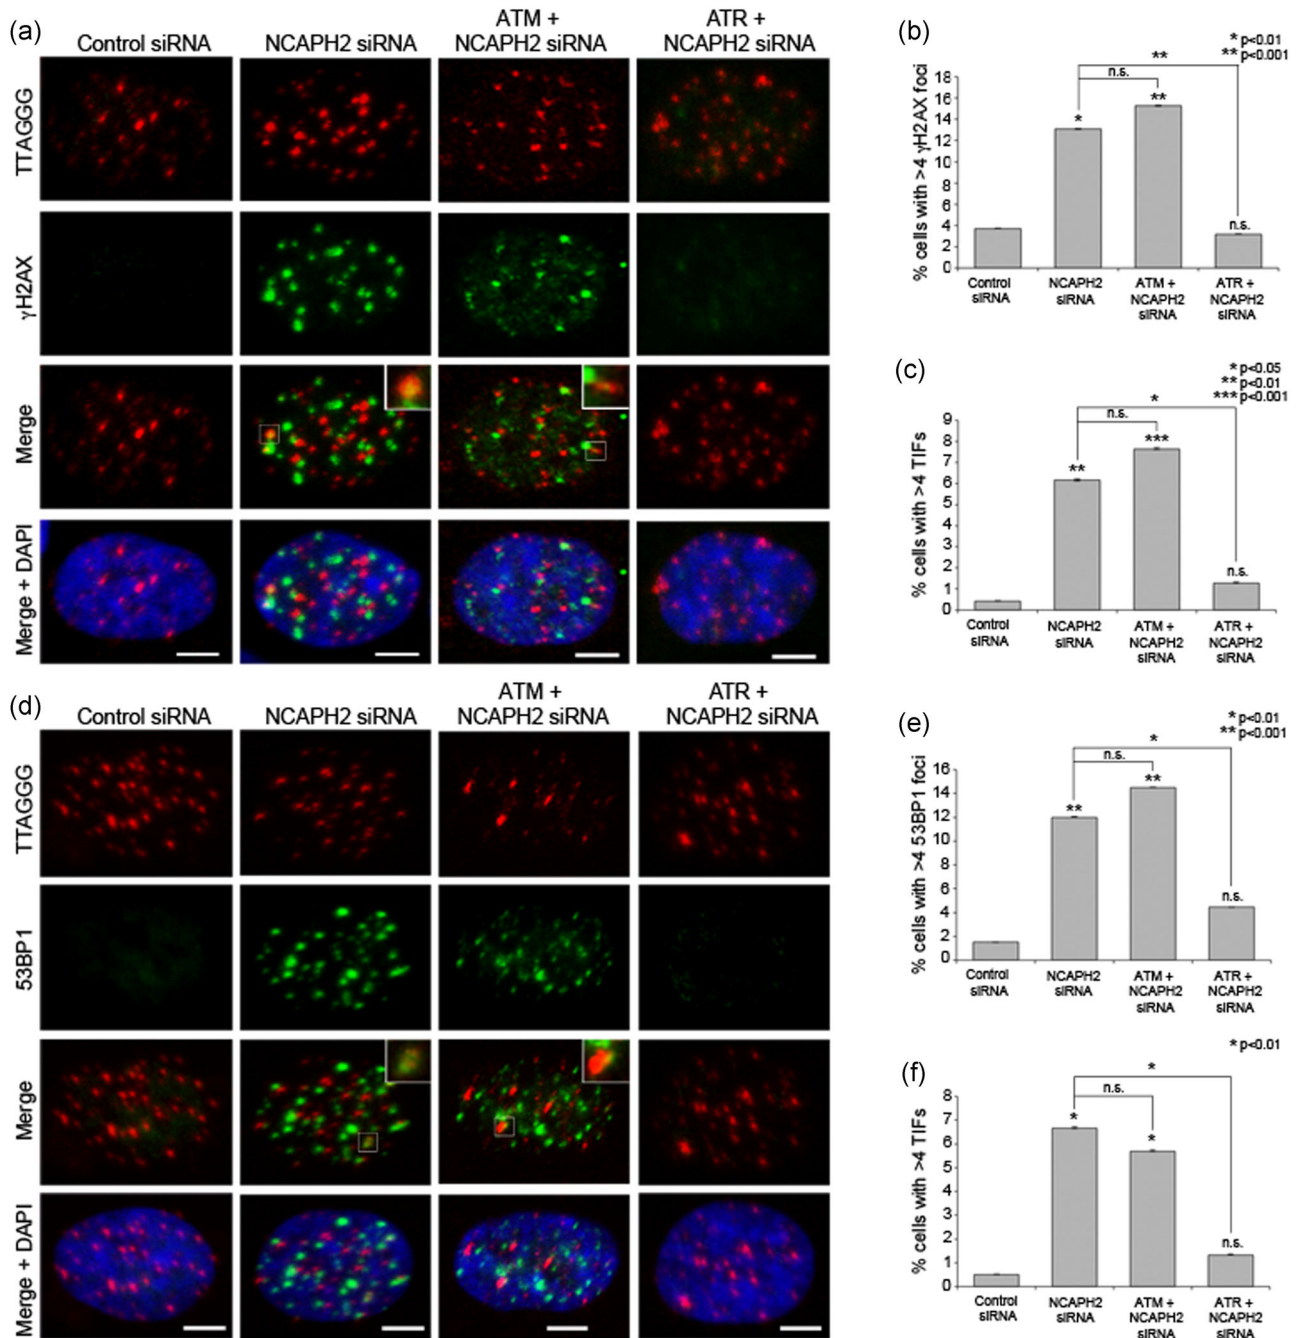 (a)
Control siRNA
NCAPH2 siRNA
ATM +
NCAPH2 siRNA
ATR +
NCAPH2 siRNA
TTAGGG
γH2AX
Merge
Merge + DAPI
(b)
* p<0.01
** p<0.001
**
n.s.
*
**
n.s.
% cells with >4 γH2AX foci
18
16
14
12
10
8
6
4
2
0
Control
siRNA
NCAPH2
siRNA
ATM +
NCAPH2
siRNA
ATR +
NCAPH2
siRNA
(c)
* p<0.05
** p<0.01
*** p<0.001
*
n.s.
**
***
n.s.
% cells with >4 TIFs
9
8
7
6
5
4
3
2
1
0
Control
siRNA
NCAPH2
siRNA
ATM +
NCAPH2
siRNA
ATR +
NCAPH2
siRNA
(d)
Control siRNA
NCAPH2 siRNA
ATM +
NCAPH2 siRNA
ATR +
NCAPH2 siRNA
TTAGGG
53BP1
Merge
Merge + DAPI
(e)
* p<0.01
** p<0.001
*
n.s.
**
**
n.s.
% cells with >4 53BP1 foci
16
14
12
10
8
6
4
2
0
Control
siRNA
NCAPH2
siRNA
ATM +
NCAPH2
siRNA
ATR +
NCAPH2
siRNA
(f)
* p<0.01
*
n.s.
*
*
n.s.
% cells with >4 TIFs
8
7
6
5
4
3
2
1
0
Control
siRNA
NCAPH2
siRNA
ATM +
NCAPH2
siRNA
ATR +
NCAPH2
siRNA